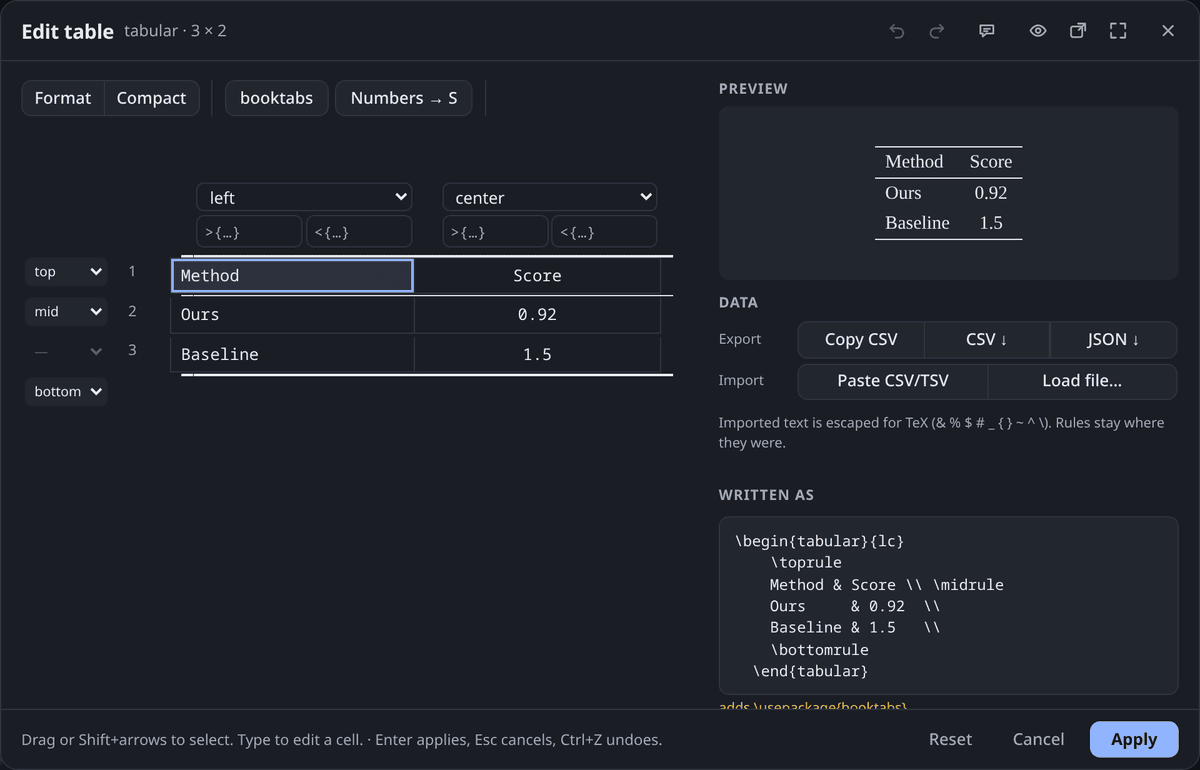 Edit table tabular · 3 × 2
Format Compact booktabs Numbers → S
left center
>{…} <{…} >{…} <{…}
top 1 Method Score
mid 2 Ours 0.92
— 3 Baseline 1.5
bottom
PREVIEW
Method Score
Ours 0.92
Baseline 1.5
DATA
Export Copy CSV CSV ↓ JSON ↓
Import Paste CSV/TSV Load file...
Imported text is escaped for TeX (& % $ # _ { } ~ ^ \). Rules stay where
they were.
WRITTEN AS
\begin{tabular}{lc}
    \toprule
    Method & Score \\ \midrule
    Ours     & 0.92  \\
    Baseline & 1.5   \\
    \bottomrule
  \end{tabular}
adds \usepackage{booktabs}
Drag or Shift+arrows to select. Type to edit a cell. · Enter applies, Esc cancels, Ctrl+Z undoes.
Reset Cancel Apply